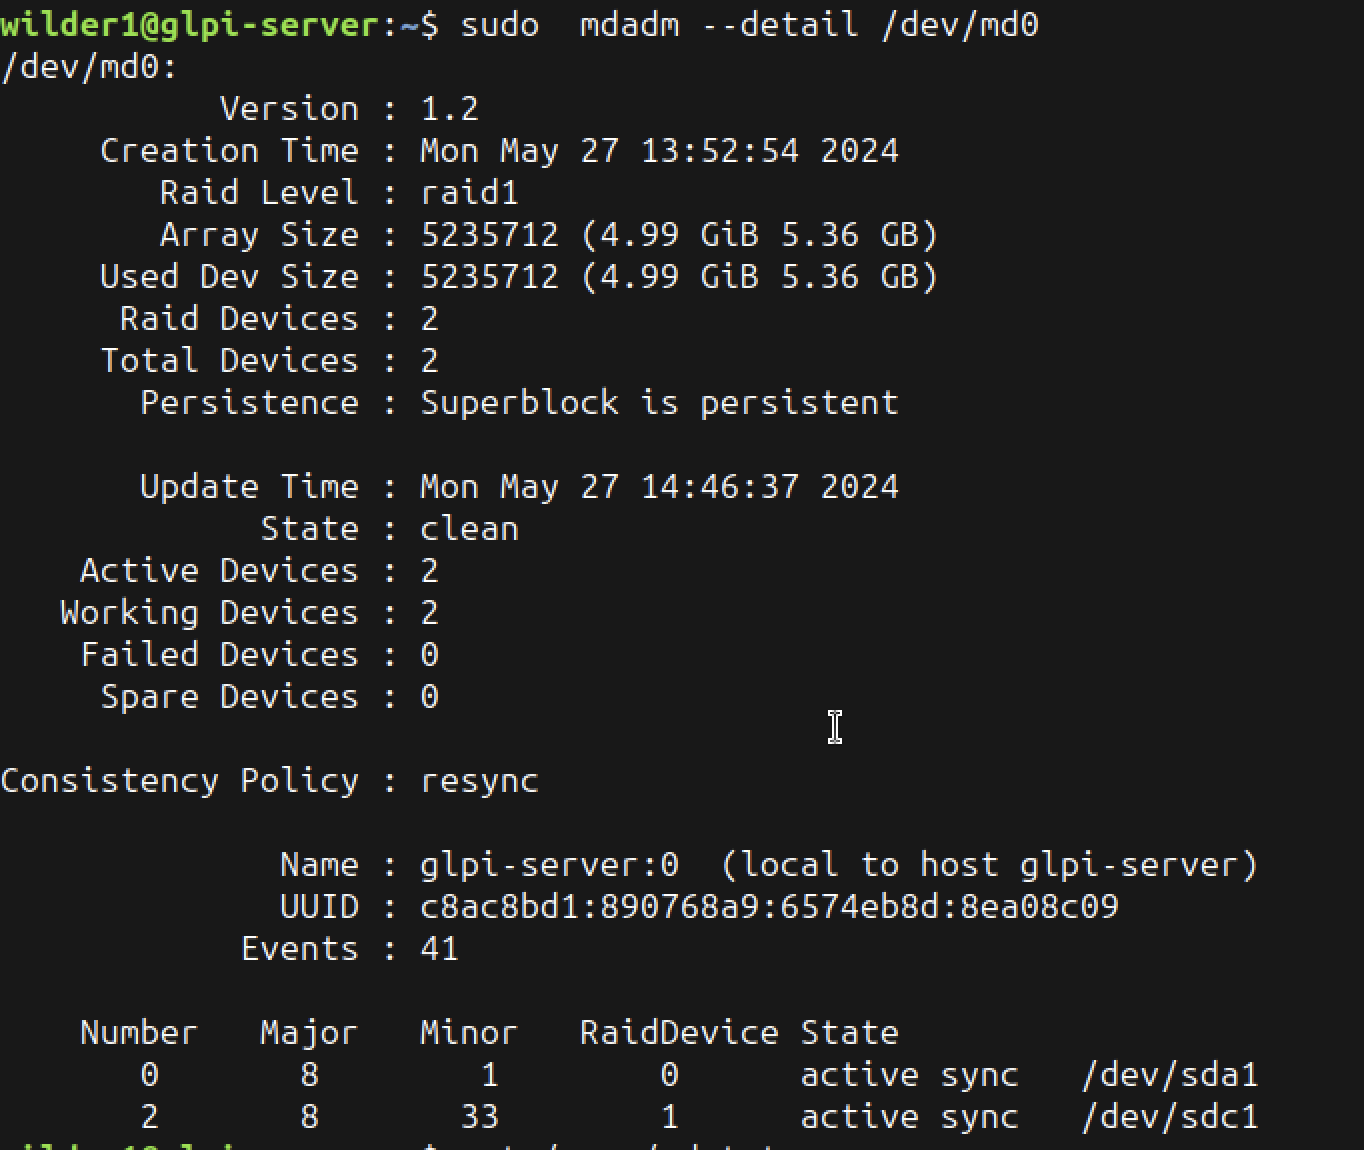 wilder1@glpi-server:~$ sudo  mdadm --detail /dev/md0
/dev/md0:
Version : 1.2
Creation Time : Mon May 27 13:52:54 2024
Raid Level : raid1
Array Size : 5235712 (4.99 GiB 5.36 GB)
Used Dev Size : 5235712 (4.99 GiB 5.36 GB)
Raid Devices : 2
Total Devices : 2
Persistence : Superblock is persistent
Update Time : Mon May 27 14:46:37 2024
State : clean
Active Devices : 2
Working Devices : 2
Failed Devices : 0
Spare Devices : 0
Consistency Policy : resync
Name : glpi-server:0  (local to host glpi-server)
UUID : c8ac8bd1:890768a9:6574eb8d:8ea08c09
Events : 41
Number   Major   Minor   RaidDevice State
0   8   1   0   active sync   /dev/sda1
2   8   33   1   active sync   /dev/sdc1